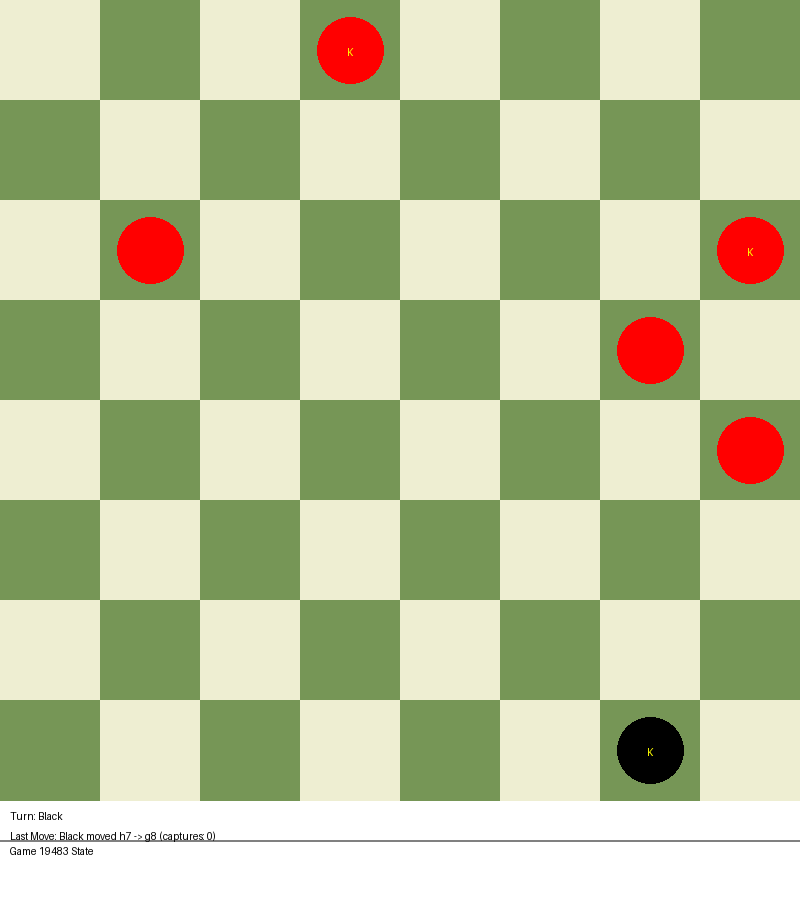 K
K
K
Turn: Black
Last Move: Black moved h7 -> g8 (captures: 0)
Game 19483 State